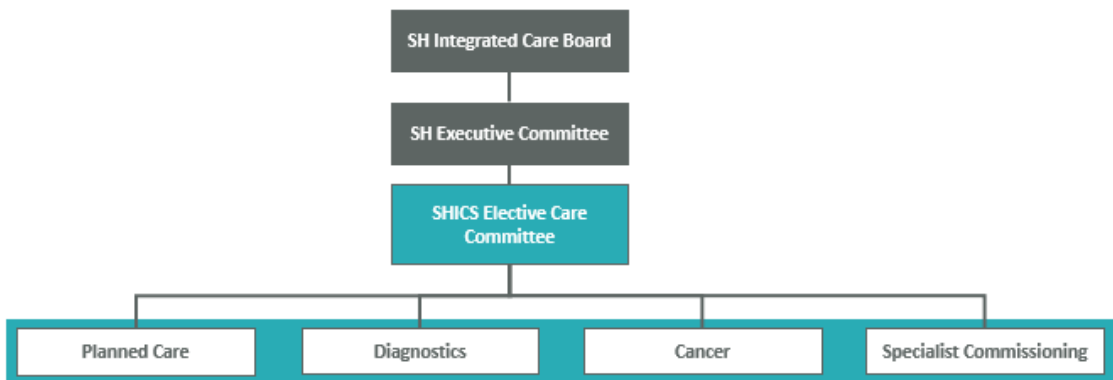 SH Integrated Care Board
SH Executive Committee
SHICS Elective Care
Committee
Planned Care
Diagnostics
Cancer
Specialist Commissioning